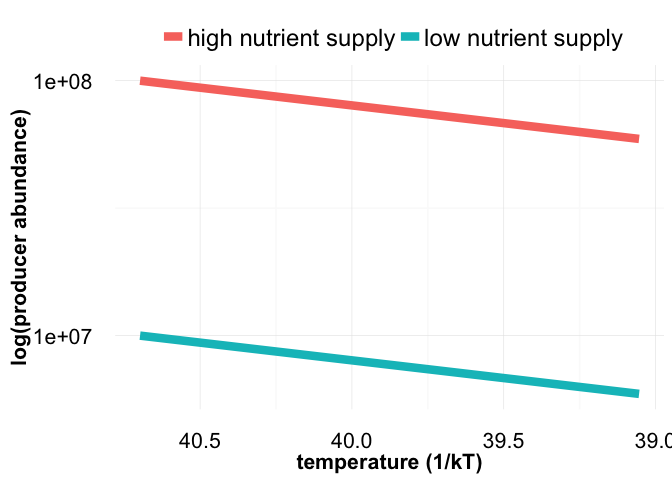 high nutrient supply low nutrient supply
1e+08
1e+07
log(producer abundance)
40.5 40.0 39.5 39.0
temperature (1/kT)